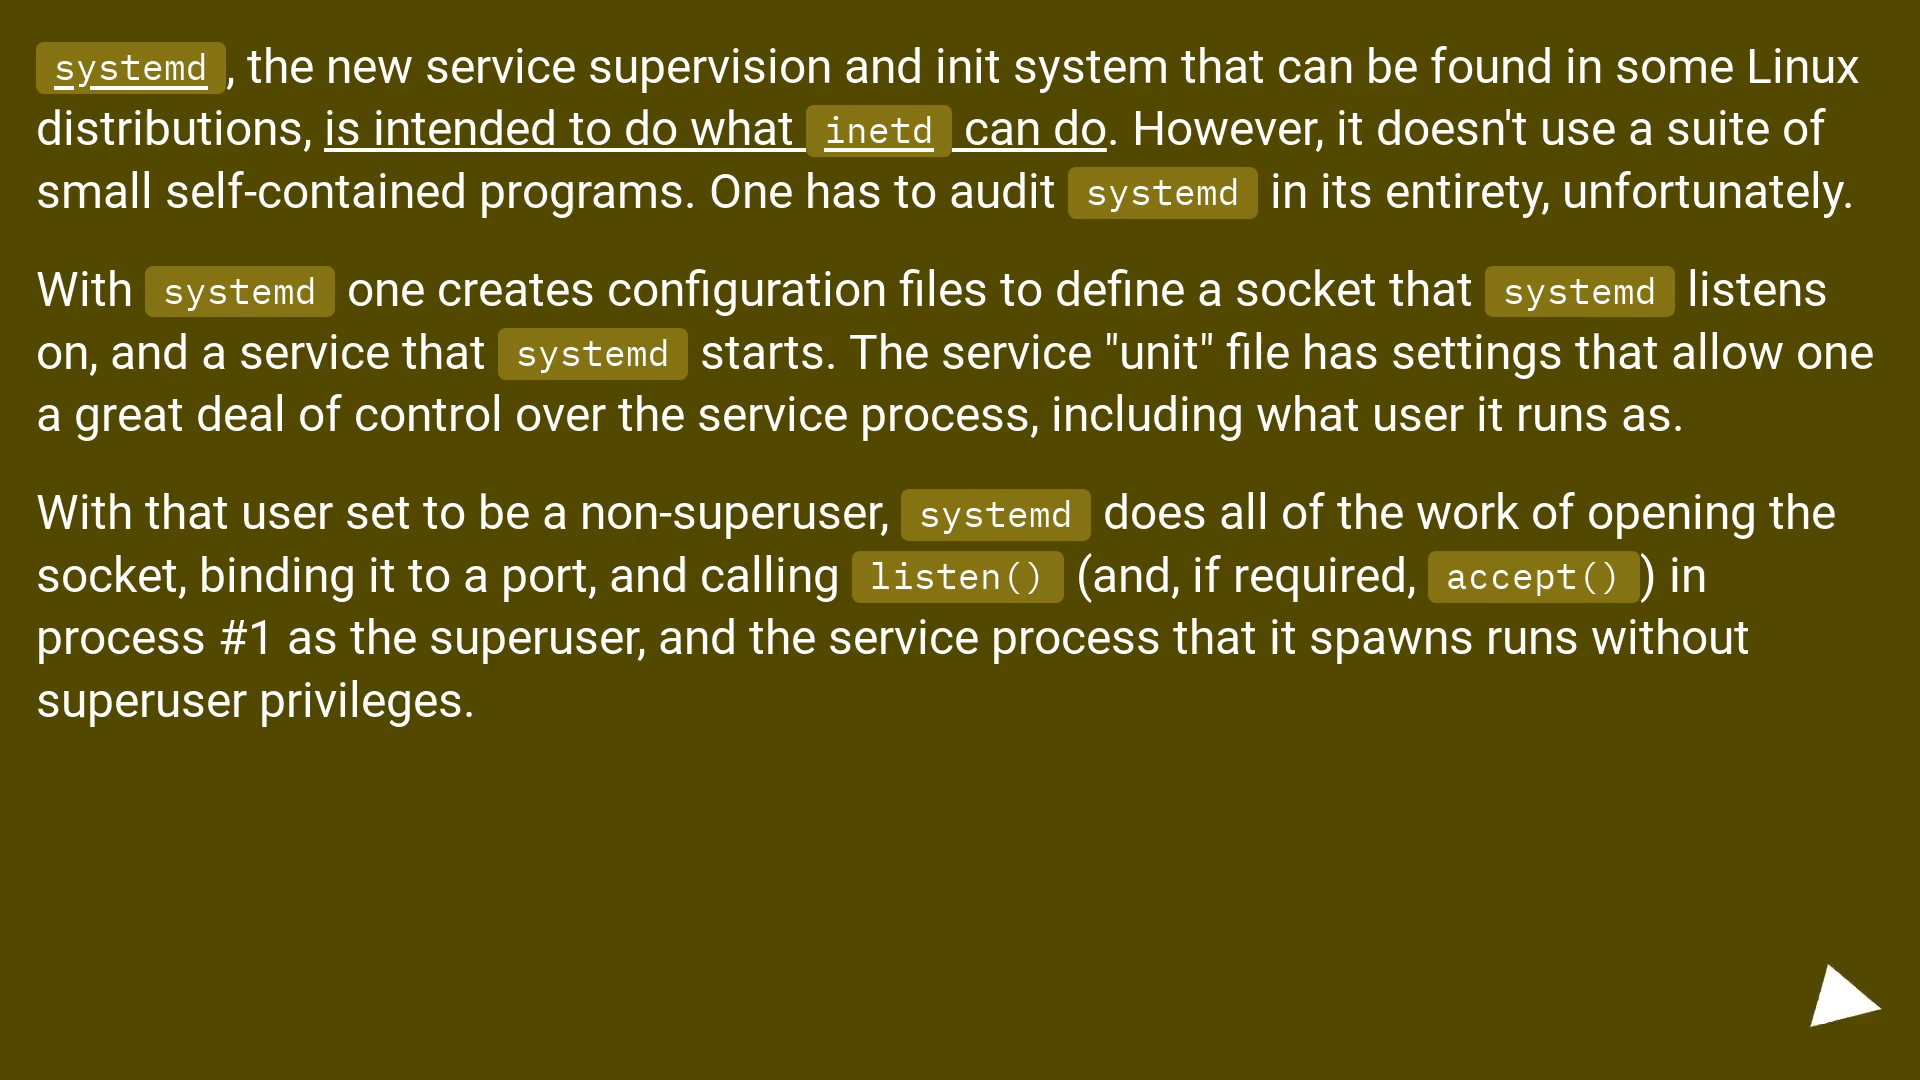 systemd, the new service supervision and init system that can be found in some Linux
distributions, is intended to do what inetd can do. However, it doesn't use a suite of
small self-contained programs. One has to audit systemd in its entirety, unfortunately.
With systemd one creates configuration files to define a socket that systemd listens
on, and a service that systemd starts. The service "unit" file has settings that allow one
a great deal of control over the service process, including what user it runs as.
With that user set to be a non-superuser, systemd does all of the work of opening the
socket, binding it to a port, and calling listen() (and, if required, accept()) in
process #1 as the superuser, and the service process that it spawns runs without
superuser privileges.